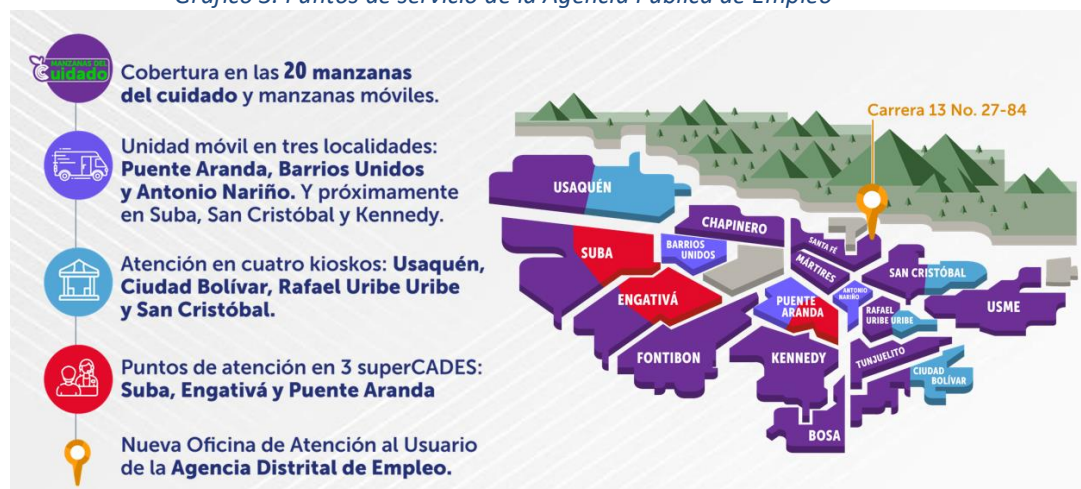 Gráfico 3. Puntos de servicio de la Agencia Pública de Empleo
MANZANAS DEL
cuidado
Cobertura en las 20 manzanas
del cuidado y manzanas móviles.
Unidad móvil en tres localidades:
Puente Aranda, Barrios Unidos
y Antonio Nariño. Y próximamente
en Suba, San Cristóbal y Kennedy.
Atención en cuatro kioskos: Usaquén,
Ciudad Bolívar, Rafael Uribe Uribe
y San Cristóbal.
Puntos de atención en 3 superCADES:
Suba, Engativá y Puente Aranda
Nueva Oficina de Atención al Usuario
de la Agencia Distrital de Empleo.
Carrera 13 No. 27-84
USAQUÉN
CHAPINERO
SUBA
BARRIOS
UNIDOS
SANTA FÉ
MÁRTIRES
SAN CRISTÓBAL
ENGATIVÁ
PUENTE
ARANDA
ANTONIO
NARIÑO
RAFAEL
URIBE URIBE
USME
FONTIBON
KENNEDY
TUNJUELITO
CIUDAD
BOLÍVAR
BOSA